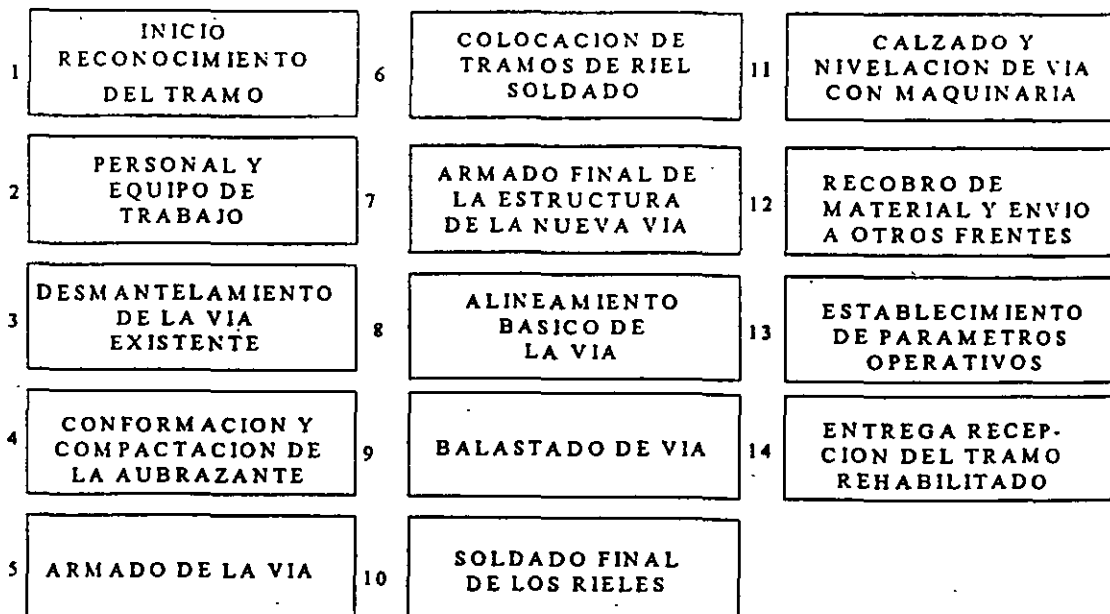 1
INICIO
RECONOCIMIENTO
DEL TRAMO
2
PERSONAL Y
EQUIPO DE
TRABAJO
3
DESMANTELAMIENTO
DE LA VIA
EXISTENTE
4
CONFORMACION Y
COMPACTACION DE
LA AUBRAZANTE
5
ARMADO DE LA VIA
6
COLOCACION DE
TRAMOS DE RIEL
SOLDADO
7
ARMADO FINAL DE
LA ESTRUCTURA
DE LA NUEVA VIA
8
ALINEAMIENTO
BASICO DE
LA VIA
9
BALASTADO DE VIA
10
SOLDADO FINAL
DE LOS RIELES
11
CALZADO Y
NIVELACION DE VIA
CON MAQUINARIA
12
RECOBRO DE
MATERIAL Y ENVIO
A OTROS FRENTES
13
ESTABLECIMIENTO
DE PARAMETROS
OPERATIVOS
14
ENTREGA RECEP-
CION DEL TRAMO
REHABILITADO